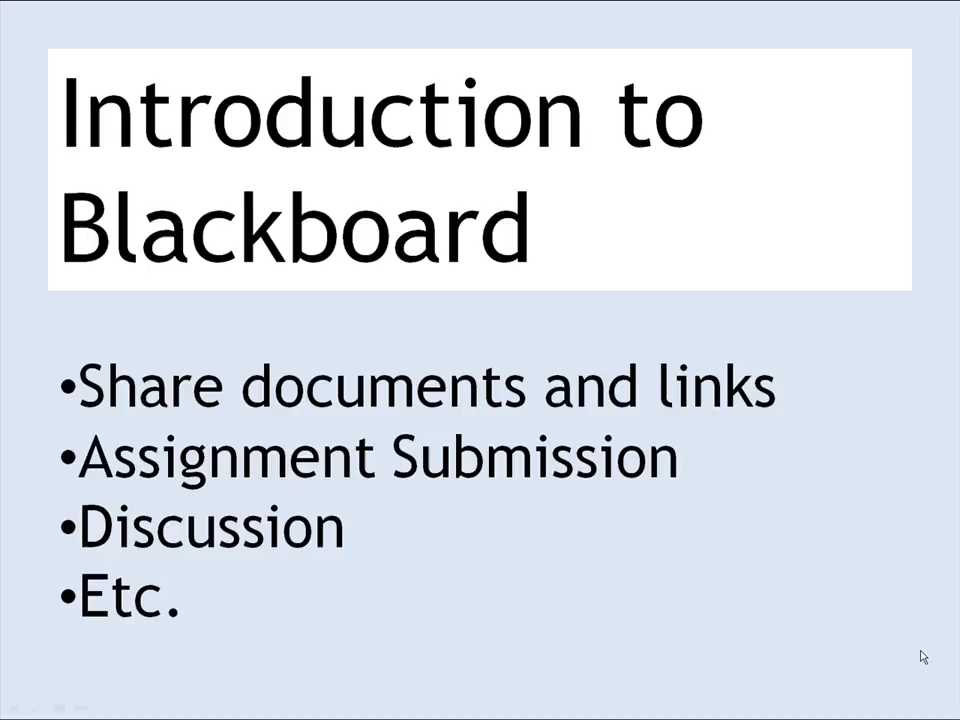 Introduction to
Blackboard
•Share documents and links
•Assignment Submission
•Discussion
•Etc.